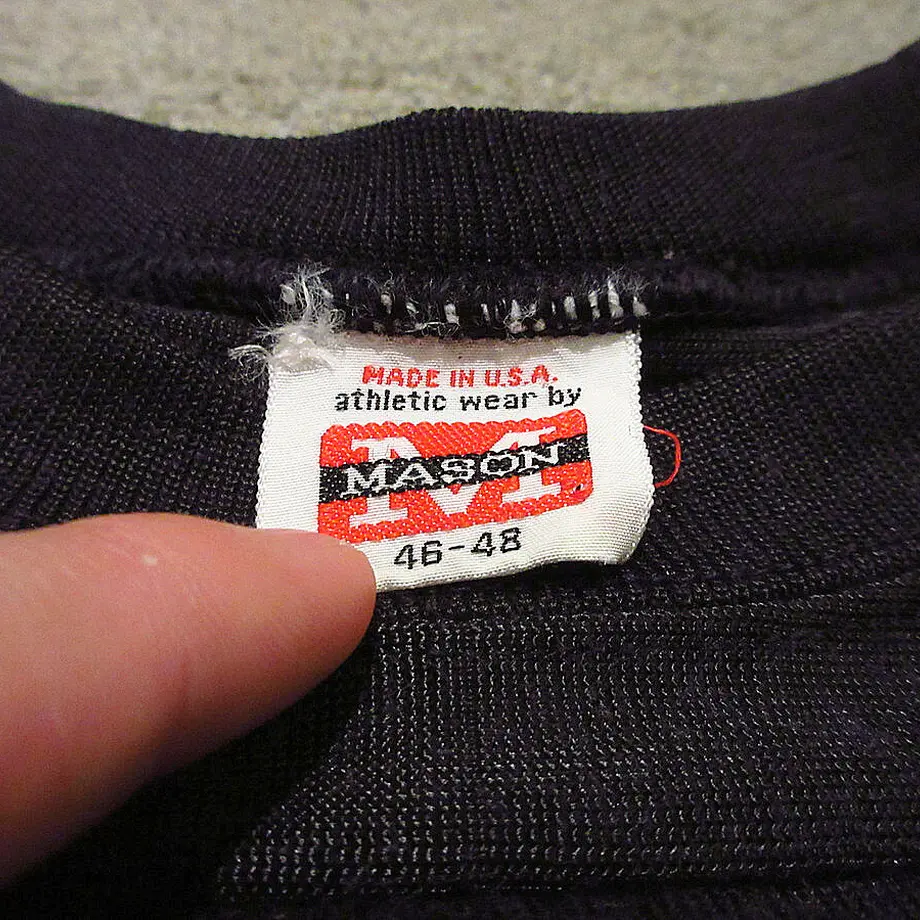 MADE IN U.S.A.
athletic wear by
M
MASON
46-48